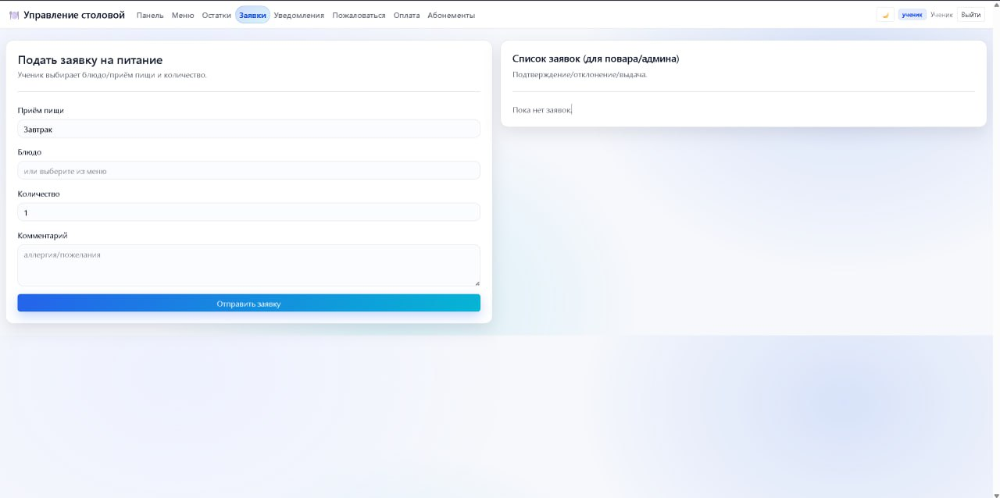 Управление столовой Панель Меню Остатки Заявки Уведомления Пожаловаться Оплата Абонементы ученик Ученик Выйти
Подать заявку на питание
Ученик выбирает блюдо/приём пищи и количество.
Приём пищи
Завтрак
Блюдо
или выберите из меню
Количество
1
Комментарий
аллергия/пожелания
Отправить заявку
Список заявок (для повара/админа)
Подтверждение/отклонение/выдача.
Пока нет заявок.